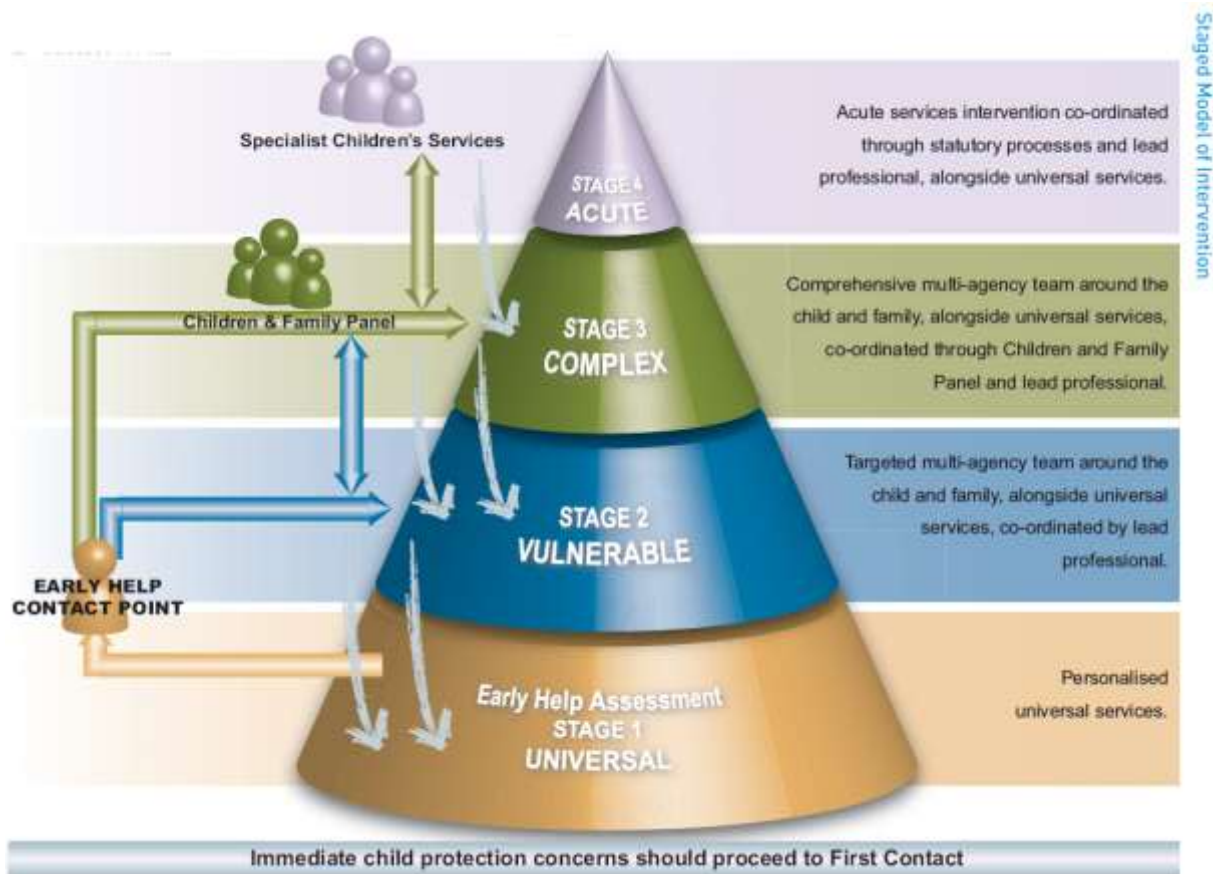 Staged Model of Intervention
Specialist Children's Services
STAGE 4
ACUTE
Acute services intervention co-ordinated
through statutory processes and lead
professional, alongside universal services.
Children & Family Panel
STAGE 3
COMPLEX
Comprehensive multi-agency team around the
child and family, alongside universal services,
co-ordinated through Children and Family
Panel and lead professional.
STAGE 2
VULNERABLE
Targeted multi-agency team around the
child and family, alongside universal
services, co-ordinated by lead
professional.
EARLY HELP
CONTACT POINT
Early Help Assessment
STAGE 1
UNIVERSAL
Personalised
universal services.
Immediate child protection concerns should proceed to First Contact